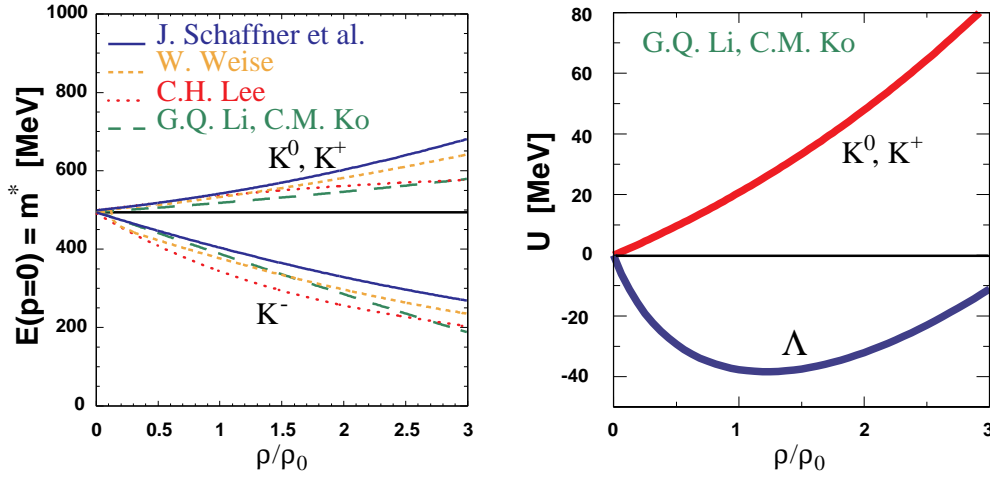 E(p=0) = m* [MeV]
1000
800
600
400
200
0
J. Schaffner et al.
W. Weise
C.H. Lee
G.Q. Li, C.M. Ko
K⁰, K⁺
K⁻
0 0.5 1 1.5 2 2.5 3
ρ/ρ₀
U [MeV]
80
60
40
20
0
-20
-40
G.Q. Li, C.M. Ko
K⁰, K⁺
Λ
0 1 2 3
ρ/ρ₀